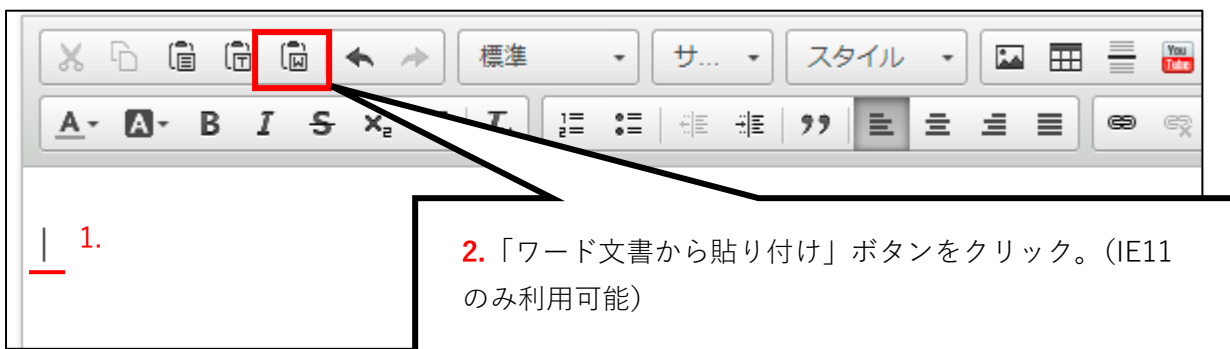 標準 サ... スタイル You Tube
A A B I S ×₂
1.
2.「ワード文書から貼り付け」ボタンをクリック。(IE11
のみ利用可能)